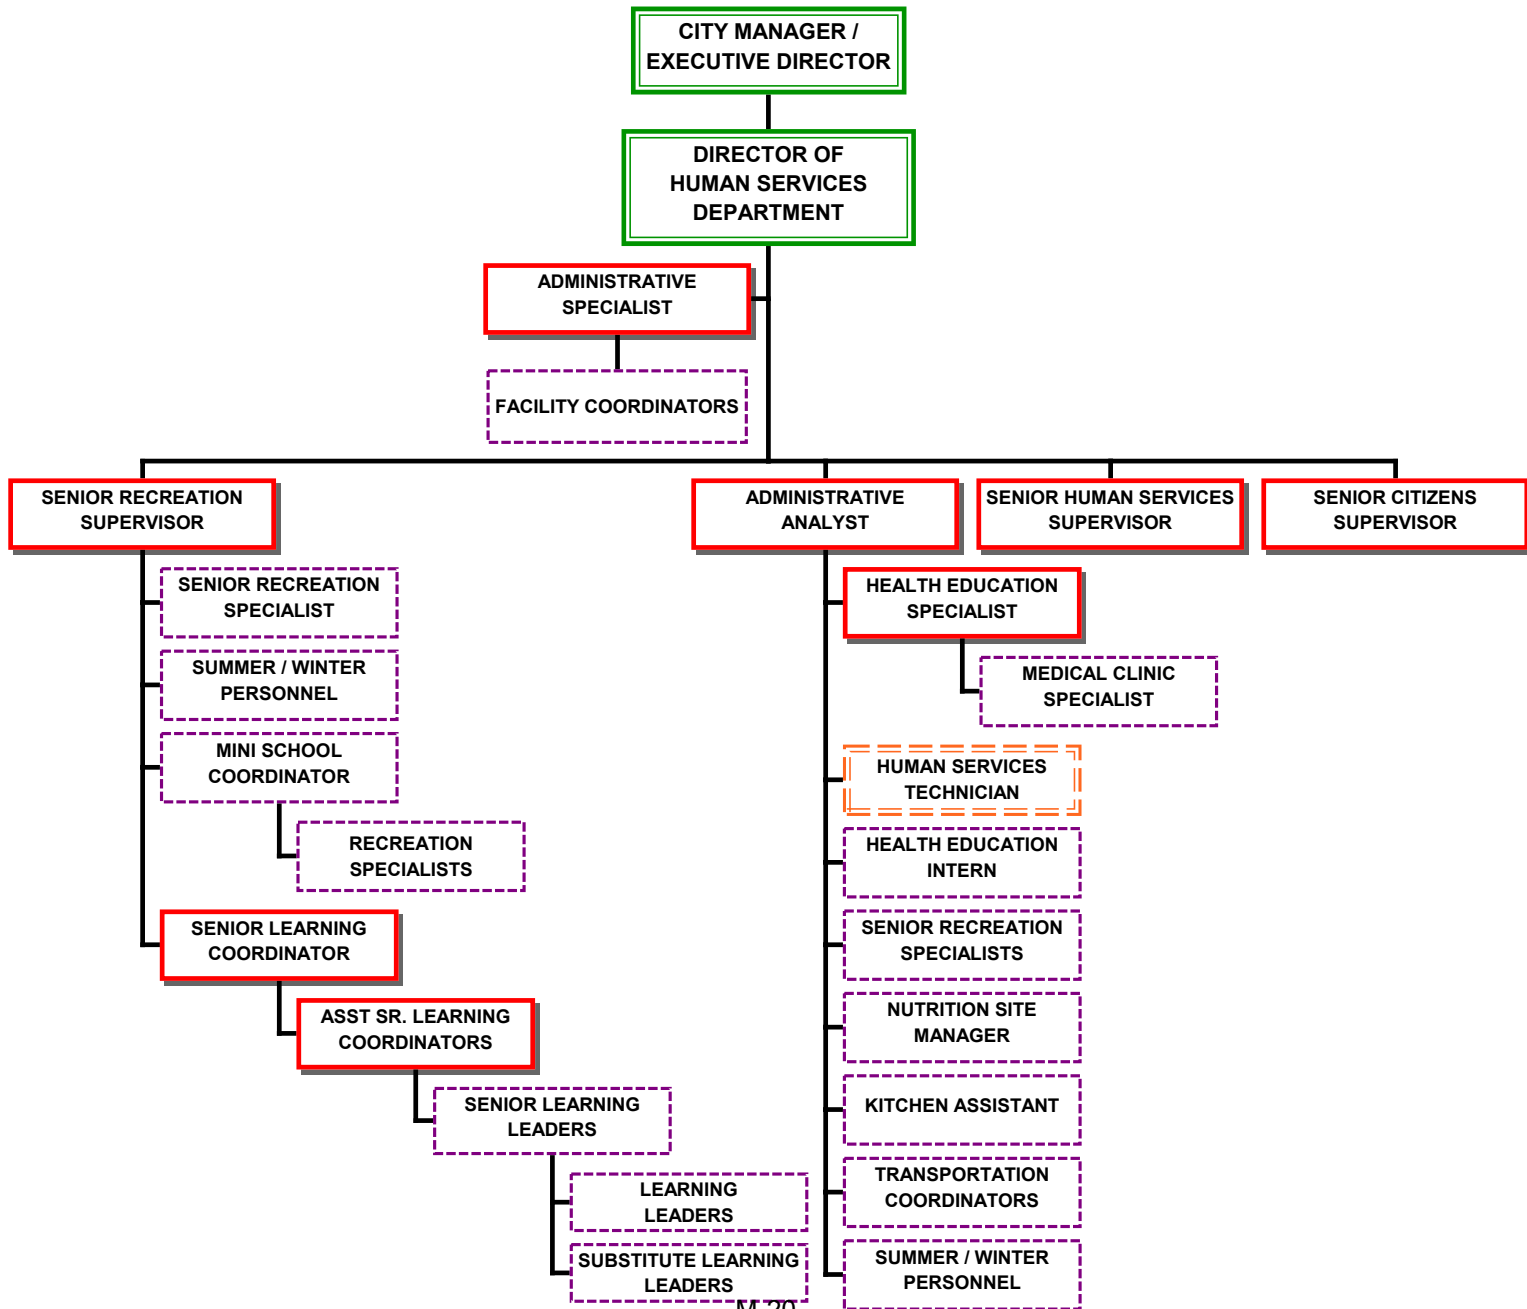 CITY MANAGER /
EXECUTIVE DIRECTOR
DIRECTOR OF
HUMAN SERVICES
DEPARTMENT
ADMINISTRATIVE
SPECIALIST
FACILITY COORDINATORS
SENIOR RECREATION
SUPERVISOR
SENIOR RECREATION
SPECIALIST
SUMMER / WINTER
PERSONNEL
MINI SCHOOL
COORDINATOR
RECREATION
SPECIALISTS
SENIOR LEARNING
COORDINATOR
ASST SR. LEARNING
COORDINATORS
SENIOR LEARNING
LEADERS
LEARNING
LEADERS
SUBSTITUTE LEARNING
LEADERS
ADMINISTRATIVE
ANALYST
HEALTH EDUCATION
SPECIALIST
MEDICAL CLINIC
SPECIALIST
HUMAN SERVICES
TECHNICIAN
HEALTH EDUCATION
INTERN
SENIOR RECREATION
SPECIALISTS
NUTRITION SITE
MANAGER
KITCHEN ASSISTANT
TRANSPORTATION
COORDINATORS
SUMMER / WINTER
PERSONNEL
SENIOR HUMAN SERVICES
SUPERVISOR
SENIOR CITIZENS
SUPERVISOR